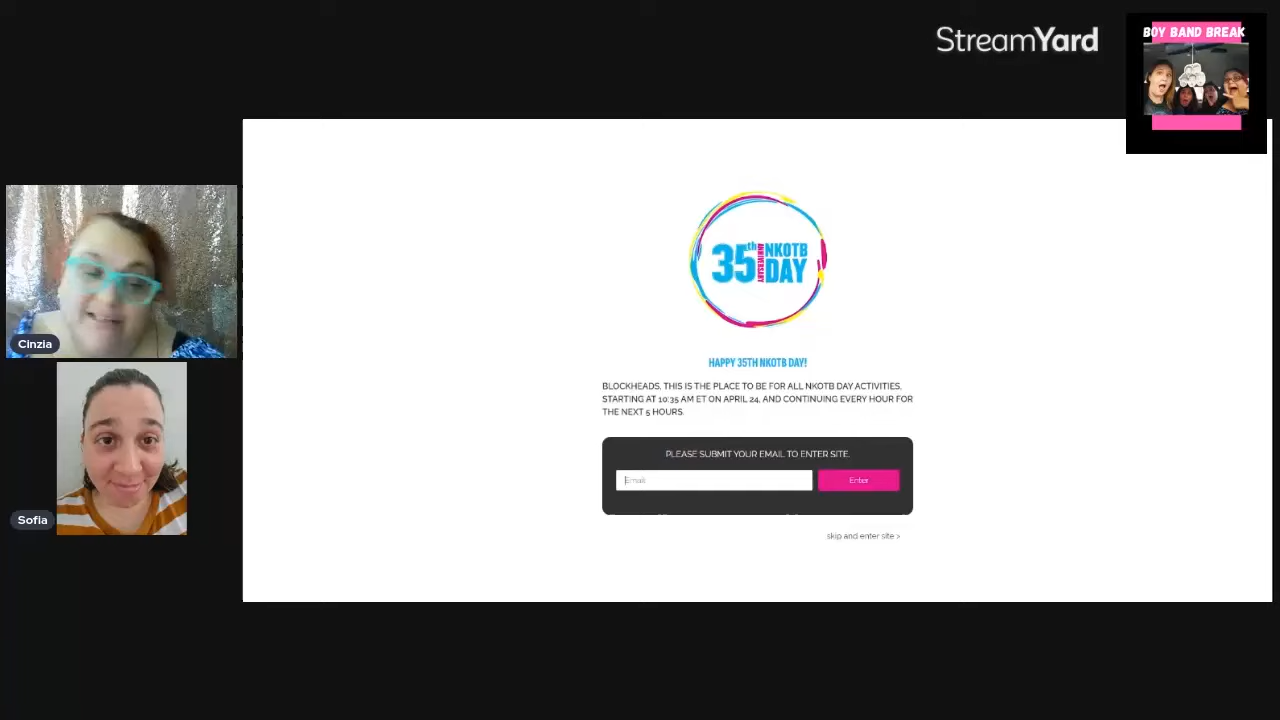 StreamYard
BOY BAND BREAK
Cinzia
Sofia
35th ANNIVERSARY NKOTB DAY
HAPPY 35TH NKOTB DAY!
BLOCKHEADS, THIS IS THE PLACE TO BE FOR ALL NKOTB DAY ACTIVITIES,
STARTING AT 10:35 AM ET ON APRIL 24, AND CONTINUING EVERY HOUR FOR
THE NEXT 5 HOURS.
PLEASE SUBMIT YOUR EMAIL TO ENTER SITE.
Email
Enter
skip and enter site >